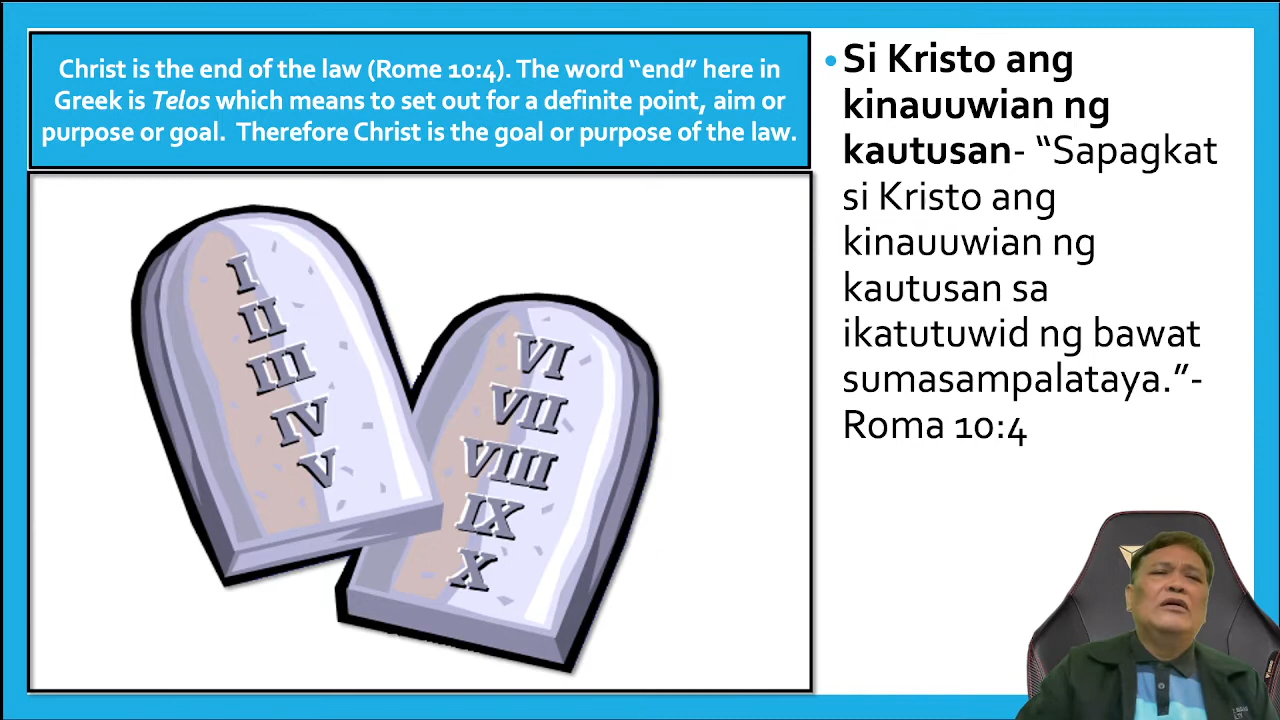 Christ is the end of the law (Rome 10:4). The word “end” here in
Greek is Telos which means to set out for a definite point, aim or
purpose or goal. Therefore Christ is the goal or purpose of the law.
I
II
III
IV
V
VI
VII
VIII
IX
X
• Si Kristo ang
kinauuwian ng
kautusan- “Sapagkat
si Kristo ang
kinauuwian ng
kautusan sa
ikatutuwid ng bawat
sumasampalataya.”-
Roma 10:4